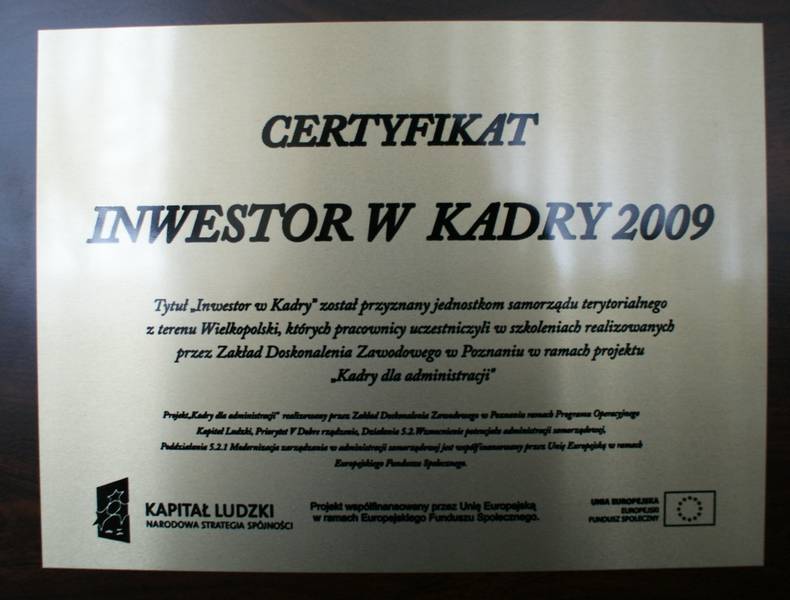 CERTYFIKAT
INWESTOR W KADRY 2009
Tytuł „Inwestor w Kadry” został przyznany jednostkom samorządu terytorialnego
z terenu Wielkopolski, których pracownicy uczestniczyli w szkoleniach realizowanych
przez Zakład Doskonalenia Zawodowego w Poznaniu w ramach projektu
„Kadry dla administracji”
Projekt „Kadry dla administracji” realizowany przez Zakład Doskonalenia Zawodowego w Poznaniu ramach Programu Operacyjnego
Kapitał Ludzki, Priorytet V Dobre rządzenie, Działanie 5.2.Wzmocnienie potencjału administracji samorządowej,
Poddziałanie 5.2.1 Modernizacja zarządzania w administracji samorządowej jest współfinansowany przez Unię Europejską w ramach
Europejskiego Funduszu Społecznego.
KAPITAŁ LUDZKI
NARODOWA STRATEGIA SPÓJNOŚCI
Projekt współfinansowany przez Unię Europejską
w ramach Europejskiego Funduszu Społecznego.
UNIA EUROPEJSKA
EUROPEJSKI
FUNDUSZ SPOŁECZNY